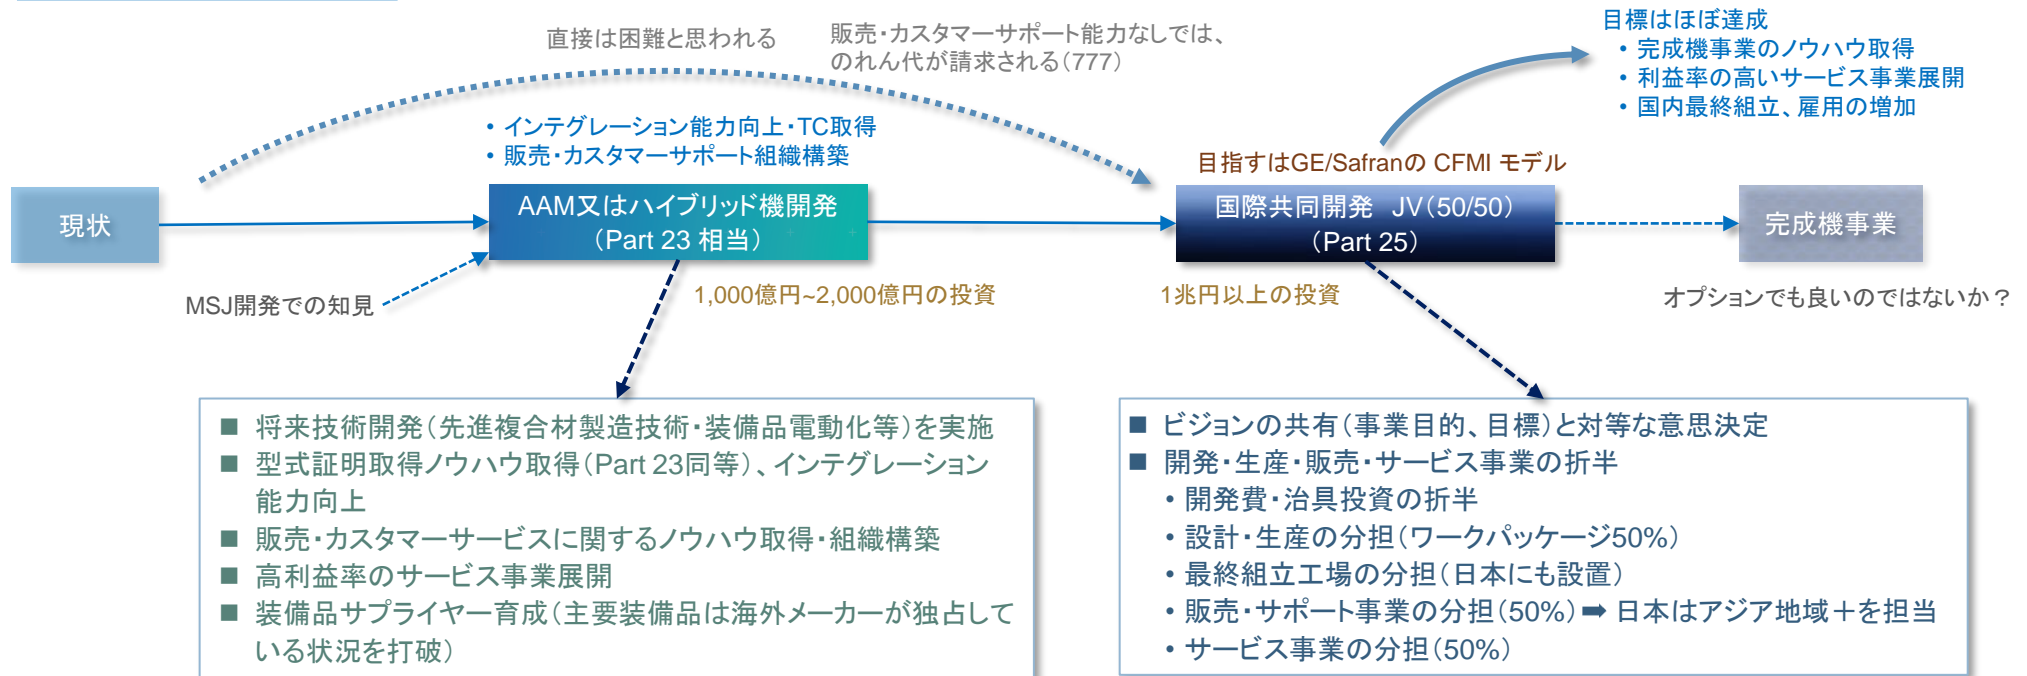 直接は困難と思われる
販売・カスタマーサポート能力なしでは、
のれん代が請求される（777）
目標はほぼ達成
• 完成機事業のノウハウ取得
• 利益率の高いサービス事業展開
• 国内最終組立、雇用の増加
• インテグレーション能力向上・TC取得
• 販売・カスタマーサポート組織構築
目指すはGE/Safranの CFMI モデル
現状
AAM又はハイブリッド機開発
（Part 23 相当）
国際共同開発　JV（50/50）
（Part 25）
完成機事業
MSJ開発での知見
1,000億円~2,000億円の投資
1兆円以上の投資
オプションでも良いのではないか？
■ 将来技術開発（先進複合材製造技術・装備品電動化等）を実施
■ 型式証明取得ノウハウ取得（Part 23同等）、インテグレーション
能力向上
■ 販売・カスタマーサービスに関するノウハウ取得・組織構築
■ 高利益率のサービス事業展開
■ 装備品サプライヤー育成（主要装備品は海外メーカーが独占して
いる状況を打破）
■ ビジョンの共有（事業目的、目標）と対等な意思決定
■ 開発・生産・販売・サービス事業の折半
• 開発費・治具投資の折半
• 設計・生産の分担（ワークパッケージ50%）
• 最終組立工場の分担（日本にも設置）
• 販売・サポート事業の分担（50%）➡ 日本はアジア地域＋を担当
• サービス事業の分担（50%）